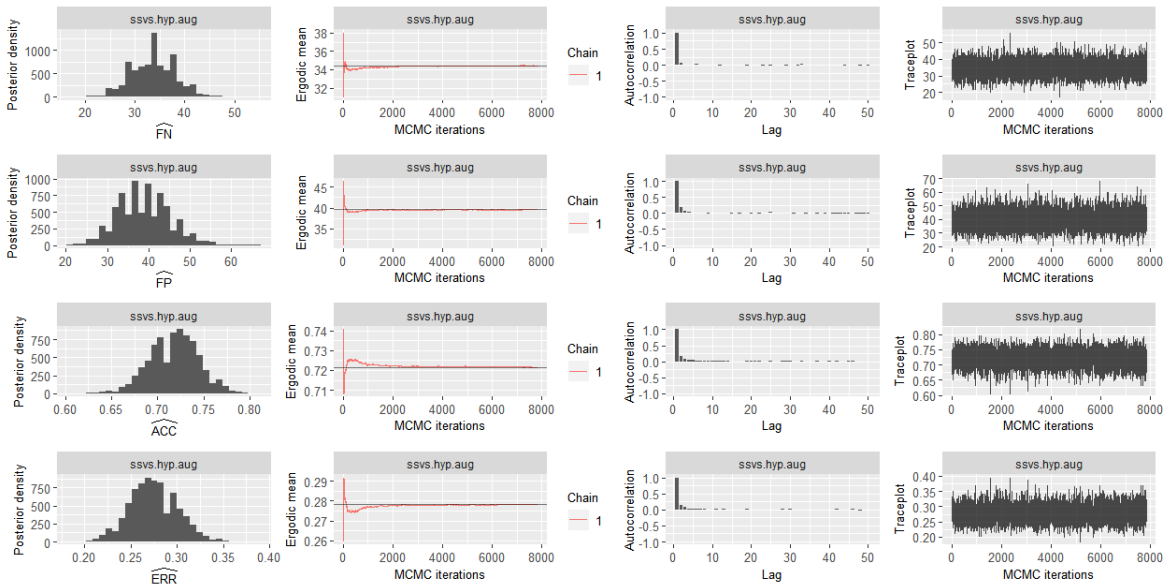 ssvs.hyp.aug ssvs.hyp.aug ssvs.hyp.aug ssvs.hyp.aug
Posterior density
1000
500
0
20 30 40 50
FN
Ergodic mean
38
36
34
32
0 2000 4000 6000 8000
MCMC iterations
Chain
1
Autocorrelation
1.0
0.5
0.0
-0.5
-1.0
0 10 20 30 40 50
Lag
Traceplot
50
40
30
20
0 2000 4000 6000 8000
MCMC iterations
ssvs.hyp.aug ssvs.hyp.aug ssvs.hyp.aug ssvs.hyp.aug
Posterior density
1000
750
500
250
0
20 30 40 50 60
FP
Ergodic mean
45
40
35
0 2000 4000 6000 8000
MCMC iterations
Chain
1
Autocorrelation
1.0
0.5
0.0
-0.5
-1.0
0 10 20 30 40 50
Lag
Traceplot
70
60
50
40
30
20
0 2000 4000 6000 8000
MCMC iterations
ssvs.hyp.aug ssvs.hyp.aug ssvs.hyp.aug ssvs.hyp.aug
Posterior density
750
500
250
0
0.60 0.65 0.70 0.75 0.80
ACC
Ergodic mean
0.74
0.73
0.72
0.71
0 2000 4000 6000 8000
MCMC iterations
Chain
1
Autocorrelation
1.0
0.5
0.0
-0.5
-1.0
0 10 20 30 40 50
Lag
Traceplot
0.80
0.75
0.70
0.65
0.60
0 2000 4000 6000 8000
MCMC iterations
ssvs.hyp.aug ssvs.hyp.aug ssvs.hyp.aug ssvs.hyp.aug
Posterior density
750
500
250
0
0.20 0.25 0.30 0.35 0.40
ERR
Ergodic mean
0.29
0.28
0.27
0.26
0 2000 4000 6000 8000
MCMC iterations
Chain
1
Autocorrelation
1.0
0.5
0.0
-0.5
-1.0
0 10 20 30 40 50
Lag
Traceplot
0.40
0.35
0.30
0.25
0.20
0 2000 4000 6000 8000
MCMC iterations